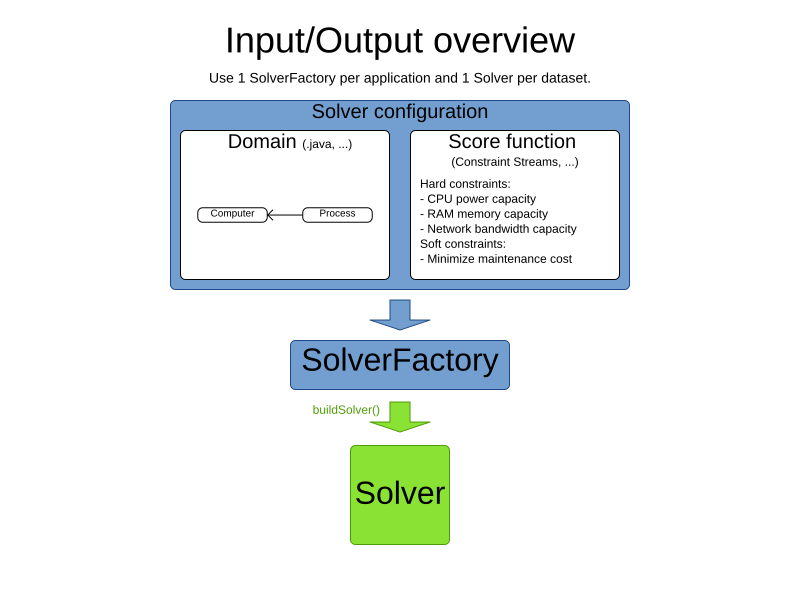 Input/Output overview
Use 1 SolverFactory per application and 1 Solver per dataset.
Solver configuration
Domain (.java, ...)
Computer
Process
Score function
(Constraint Streams, ...)
Hard constraints:
- CPU power capacity
- RAM memory capacity
- Network bandwidth capacity
Soft constraints:
- Minimize maintenance cost
SolverFactory
buildSolver()
Solver